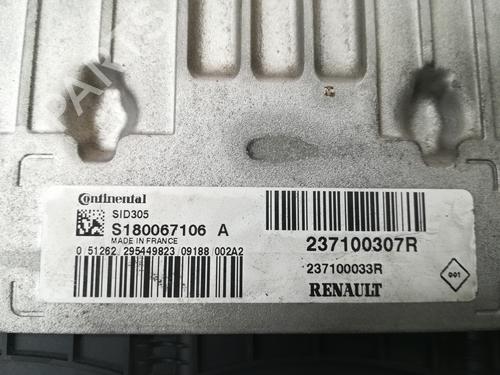 Continental
SID305
S180067106 A
MADE IN FRANCE
0 51262 295449823 09188 002A2
237100307R
237100033R
RENAULT
001